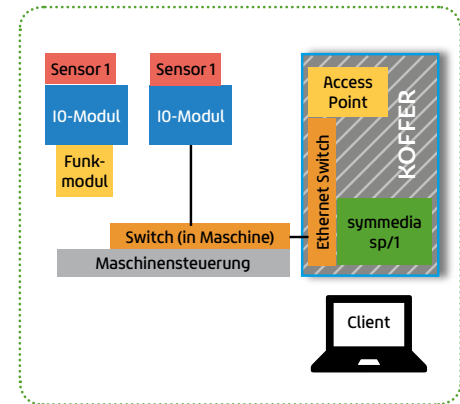 Sensor 1
Sensor 1
IO-Modul
IO-Modul
Funk-
modul
Switch (in Maschine)
Maschinensteuerung
Access
Point
KOFFER
Ethernet Switch
symmedia
sp/1
Client